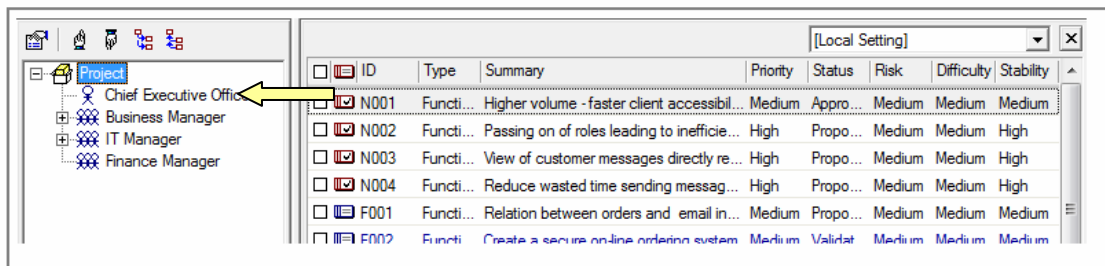 [Local Setting]
Project
Chief Executive Offic
Business Manager
IT Manager
Finance Manager
ID Type Summary Priority Status Risk Difficulty Stability
N001 Functi... Higher volume - faster client accessibil... Medium Appro... Medium Medium Medium
N002 Functi... Passing on of roles leading to inefficie... High Propo... Medium Medium High
N003 Functi... View of customer messages directly re... High Propo... Medium Medium High
N004 Functi... Reduce wasted time sending messag... High Propo... Medium Medium High
F001 Functi... Relation between orders and email in... Medium Propo... Medium Medium Medium
F002 Functi... Create a secure on-line ordering system Medium Validat... Medium Medium Medium